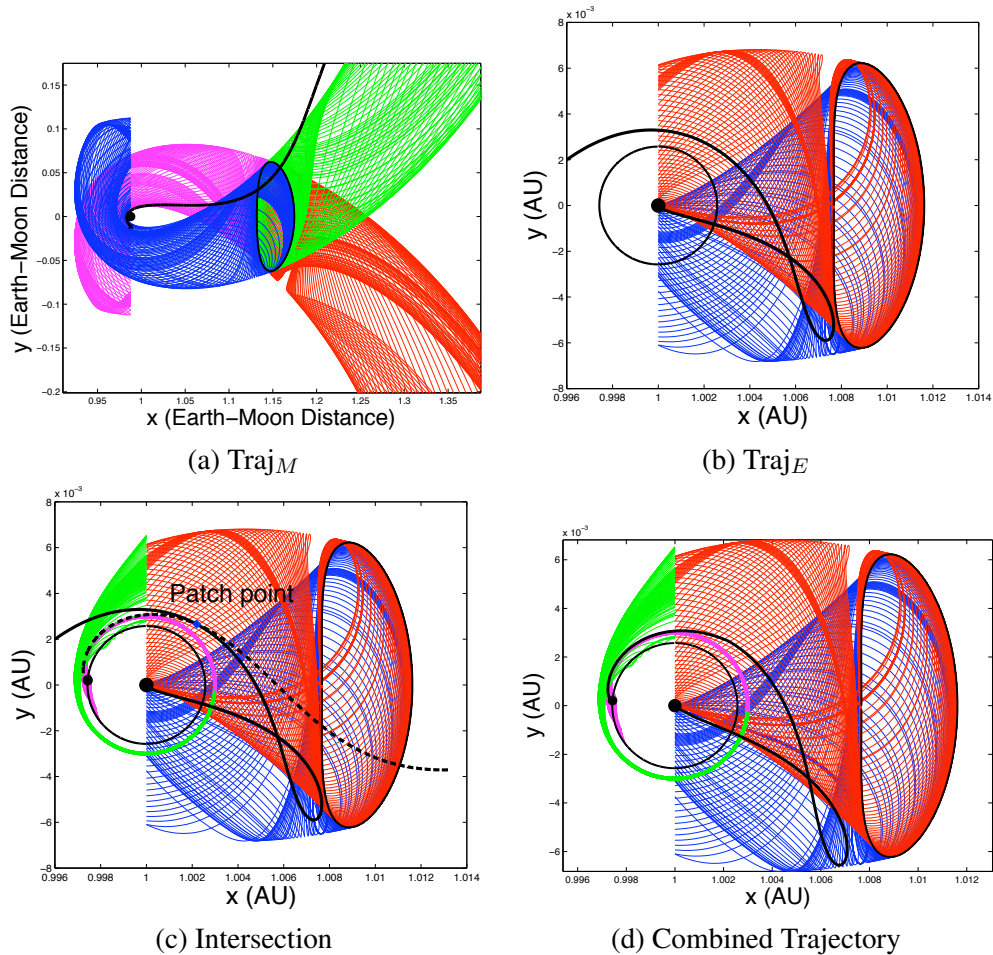 0.15
0.1
0.05
0
−0.05
−0.1
−0.15
−0.2
y (Earth−Moon Distance)
0.95 1 1.05 1.1 1.15 1.2 1.25 1.3 1.35
x (Earth−Moon Distance)
(a) Traj_M
x 10^−3
8
6
4
2
0
−2
−4
−6
−8
y (AU)
0.996 0.998 1 1.002 1.004 1.006 1.008 1.01 1.012 1.014
x (AU)
(b) Traj_E
x 10^−3
8
6
4
2
0
−2
−4
−6
−8
y (AU)
Patch point
0.996 0.998 1 1.002 1.004 1.006 1.008 1.01 1.012 1.014
x (AU)
(c) Intersection
x 10^−3
6
4
2
0
−2
−4
−6
y (AU)
0.996 0.998 1 1.002 1.004 1.006 1.008 1.01 1.012
x (AU)
(d) Combined Trajectory